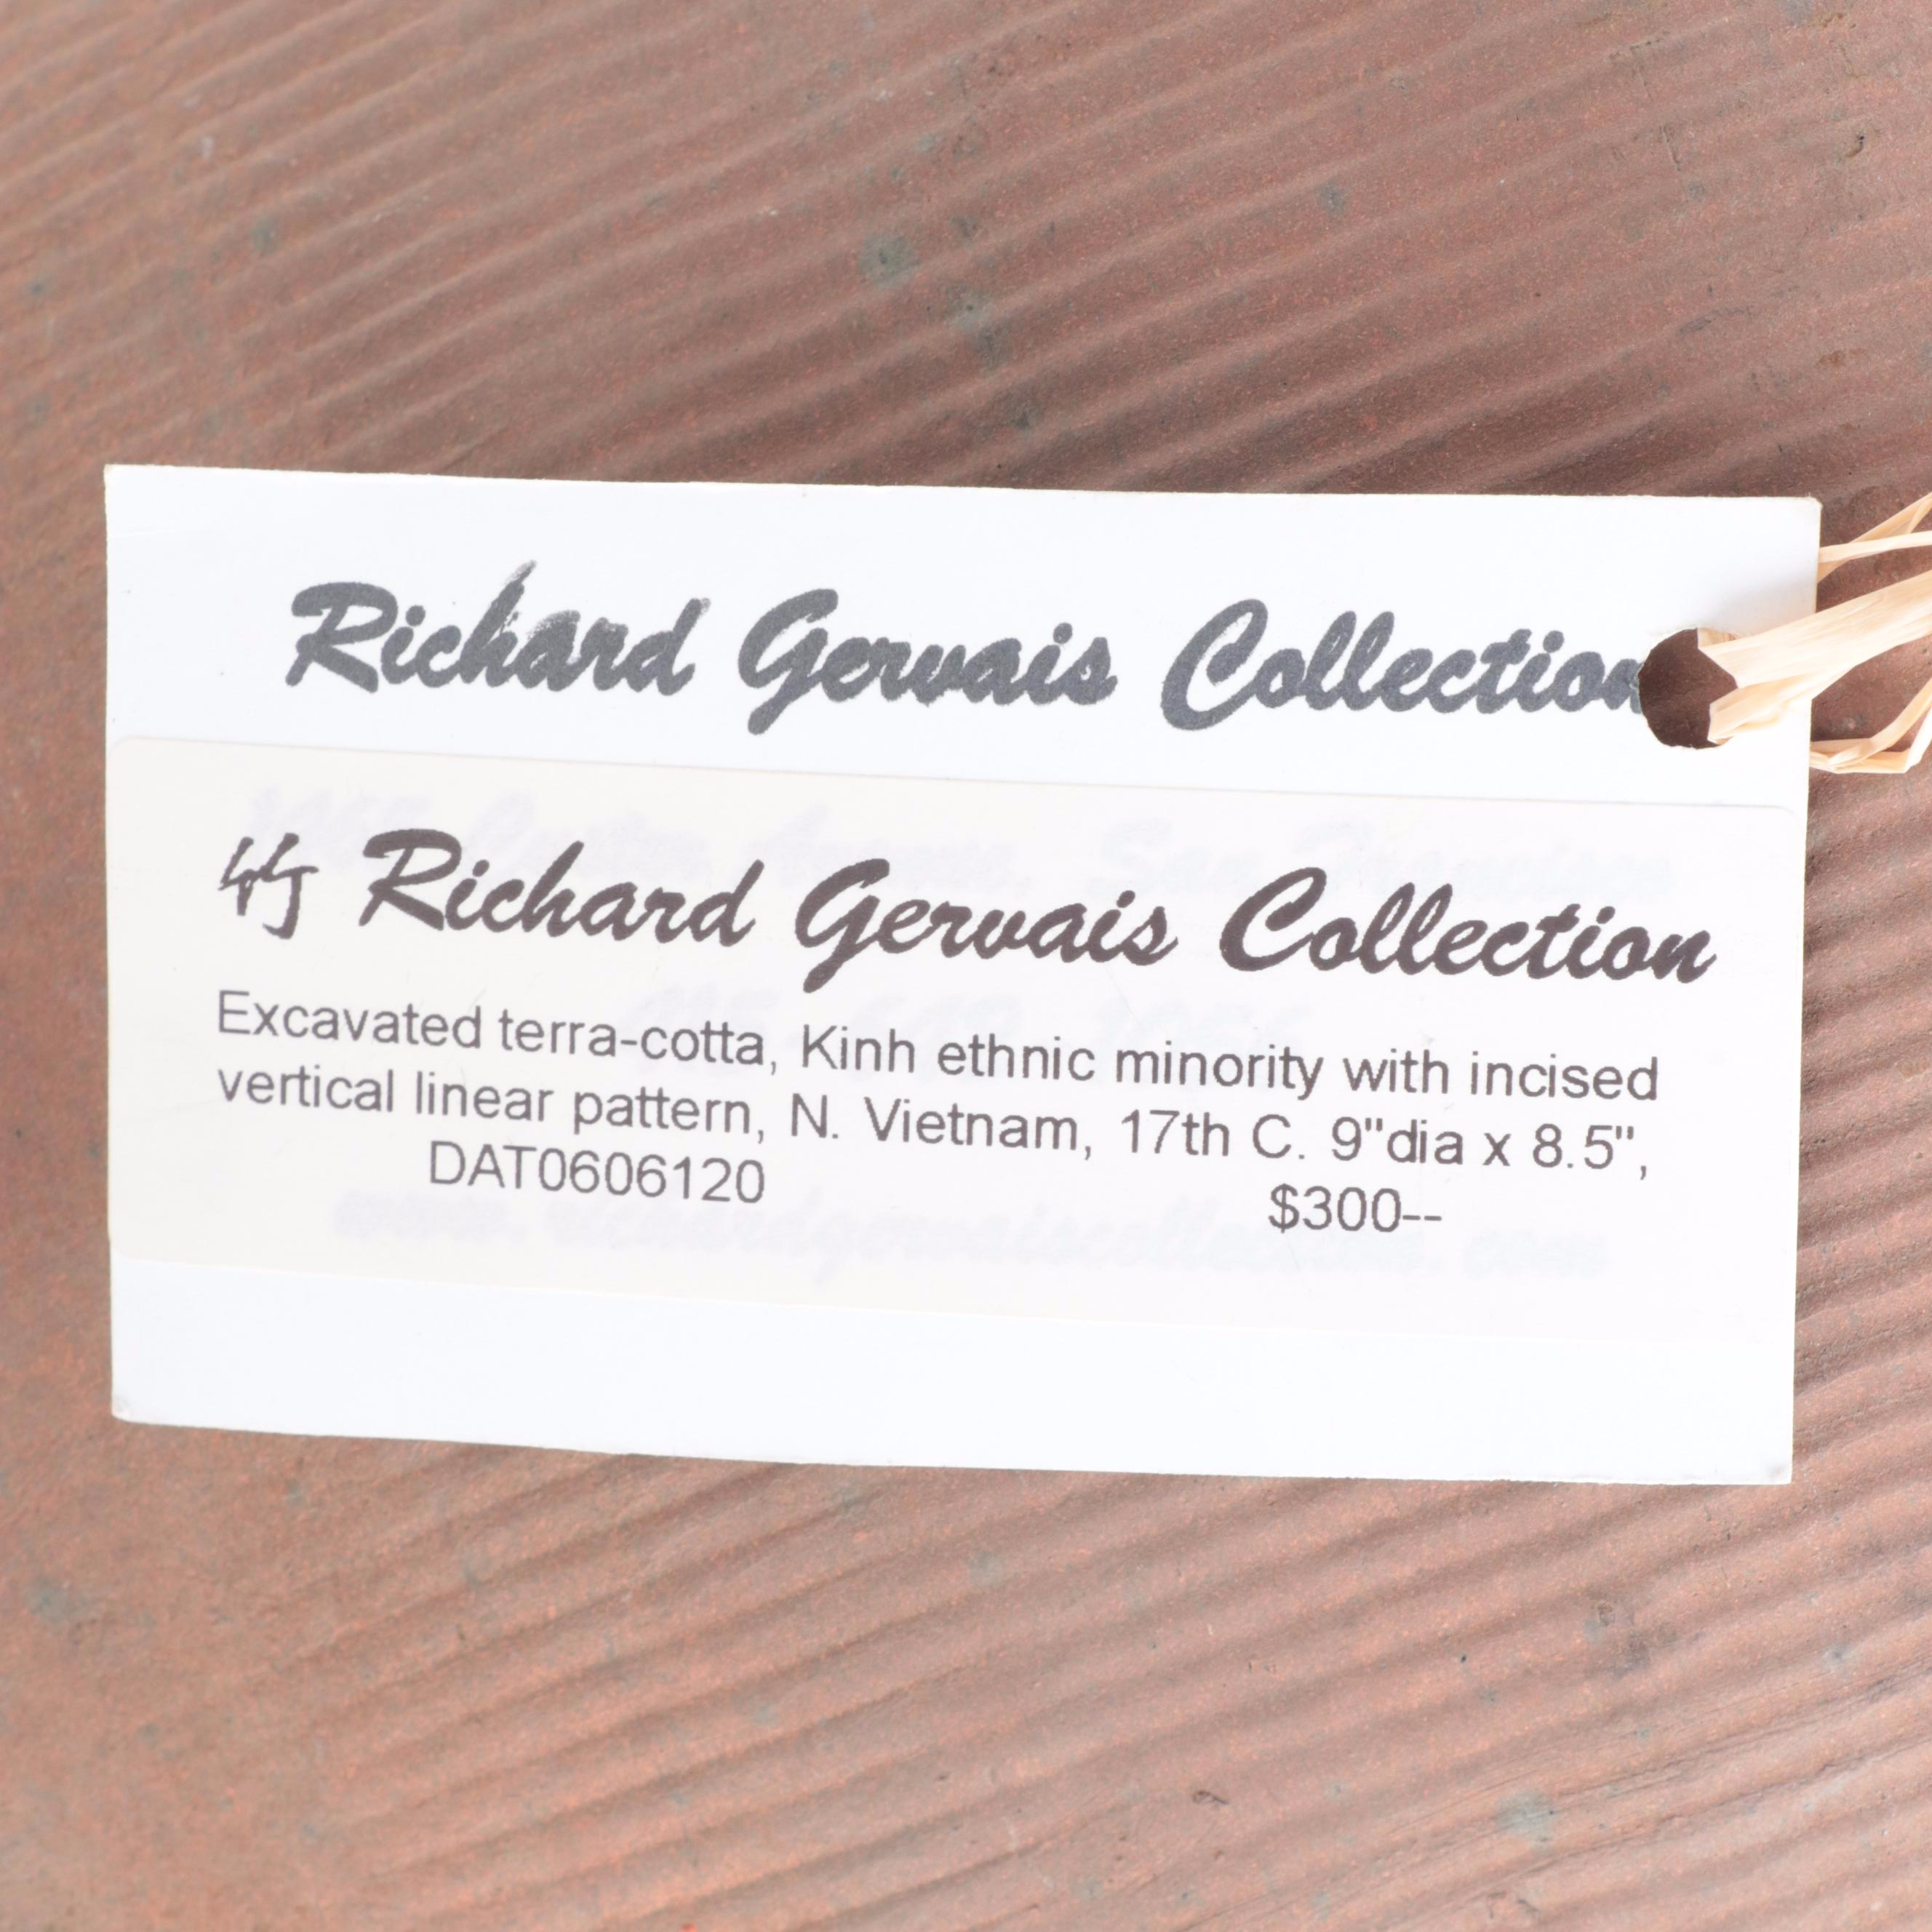 Richard Gervais Collection
Richard Gervais Collection
Excavated terra-cotta, Kinh ethnic minority with incised
vertical linear pattern, N. Vietnam, 17th C. 9"dia x 8.5",
DAT0606120 $300--